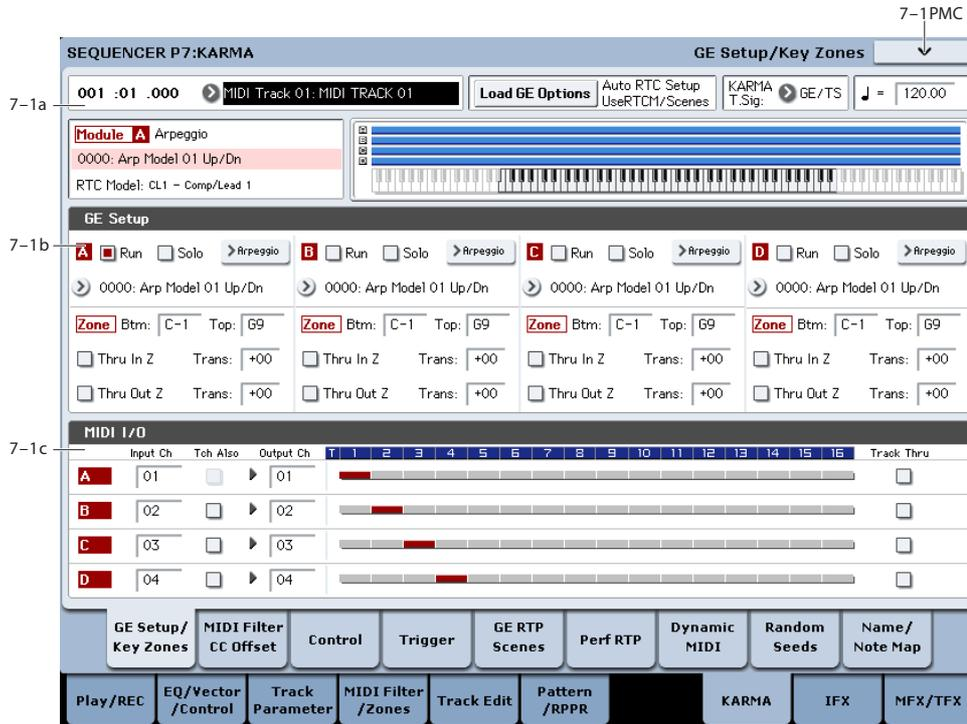 7–1PMC
SEQUENCER P7:KARMA GE Setup/Key Zones
7–1a
001 :01 .000 MIDI Track 01: MIDI TRACK 01 Load GE Options Auto RTC Setup UseRTCM/Scenes KARMA T.Sig: GE/TS ♩ = 120.00
Module A Arpeggio
0000: Arp Model 01 Up/Dn
RTC Model: CL1 - Comp/Lead 1
GE Setup
7–1b
A Run Solo Arpeggio B Run Solo Arpeggio C Run Solo Arpeggio D Run Solo Arpeggio
0000: Arp Model 01 Up/Dn 0000: Arp Model 01 Up/Dn 0000: Arp Model 01 Up/Dn 0000: Arp Model 01 Up/Dn
Zone Btm: C-1 Top: G9 Zone Btm: C-1 Top: G9 Zone Btm: C-1 Top: G9 Zone Btm: C-1 Top: G9
Thru In Z Trans: +00 Thru In Z Trans: +00 Thru In Z Trans: +00 Thru In Z Trans: +00
Thru Out Z Trans: +00 Thru Out Z Trans: +00 Thru Out Z Trans: +00 Thru Out Z Trans: +00
MIDI I/O
7–1c
Input Ch Tch Also Output Ch T 1 2 3 4 5 6 7 8 9 10 11 12 13 14 15 16 Track Thru
A 01 01
B 02 02
C 03 03
D 04 04
GE Setup/ Key Zones MIDI Filter CC Offset Control Trigger GE RTP Scenes Perf RTP Dynamic MIDI Random Seeds Name/ Note Map
Play/REC EQ/Vector /Control Track Parameter MIDI Filter /Zones Track Edit Pattern /RPPR KARMA IFX MFX/TFX